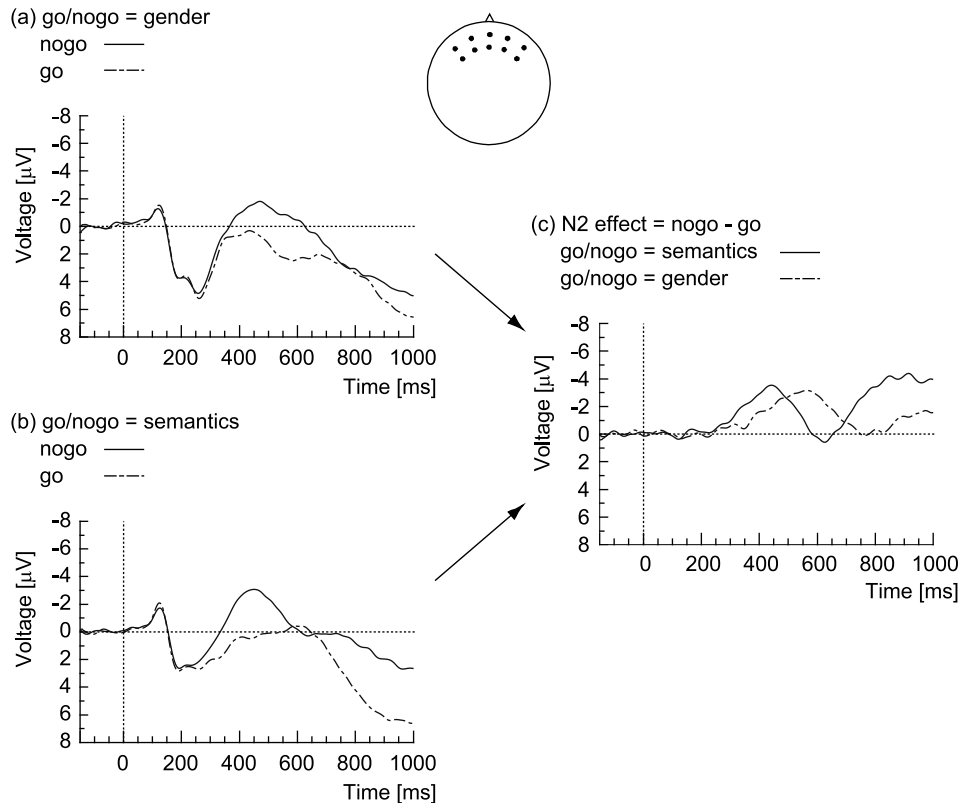 (a) go/nogo = gender
nogo
go
-8
-6
-4
-2
0
2
4
6
8
Voltage [µV]
0 200 400 600 800 1000
Time [ms]
(b) go/nogo = semantics
nogo
go
-8
-6
-4
-2
0
2
4
6
8
Voltage [µV]
0 200 400 600 800 1000
Time [ms]
(c) N2 effect = nogo - go
go/nogo = semantics
go/nogo = gender
-8
-6
-4
-2
0
2
4
6
8
Voltage [µV]
0 200 400 600 800 1000
Time [ms]